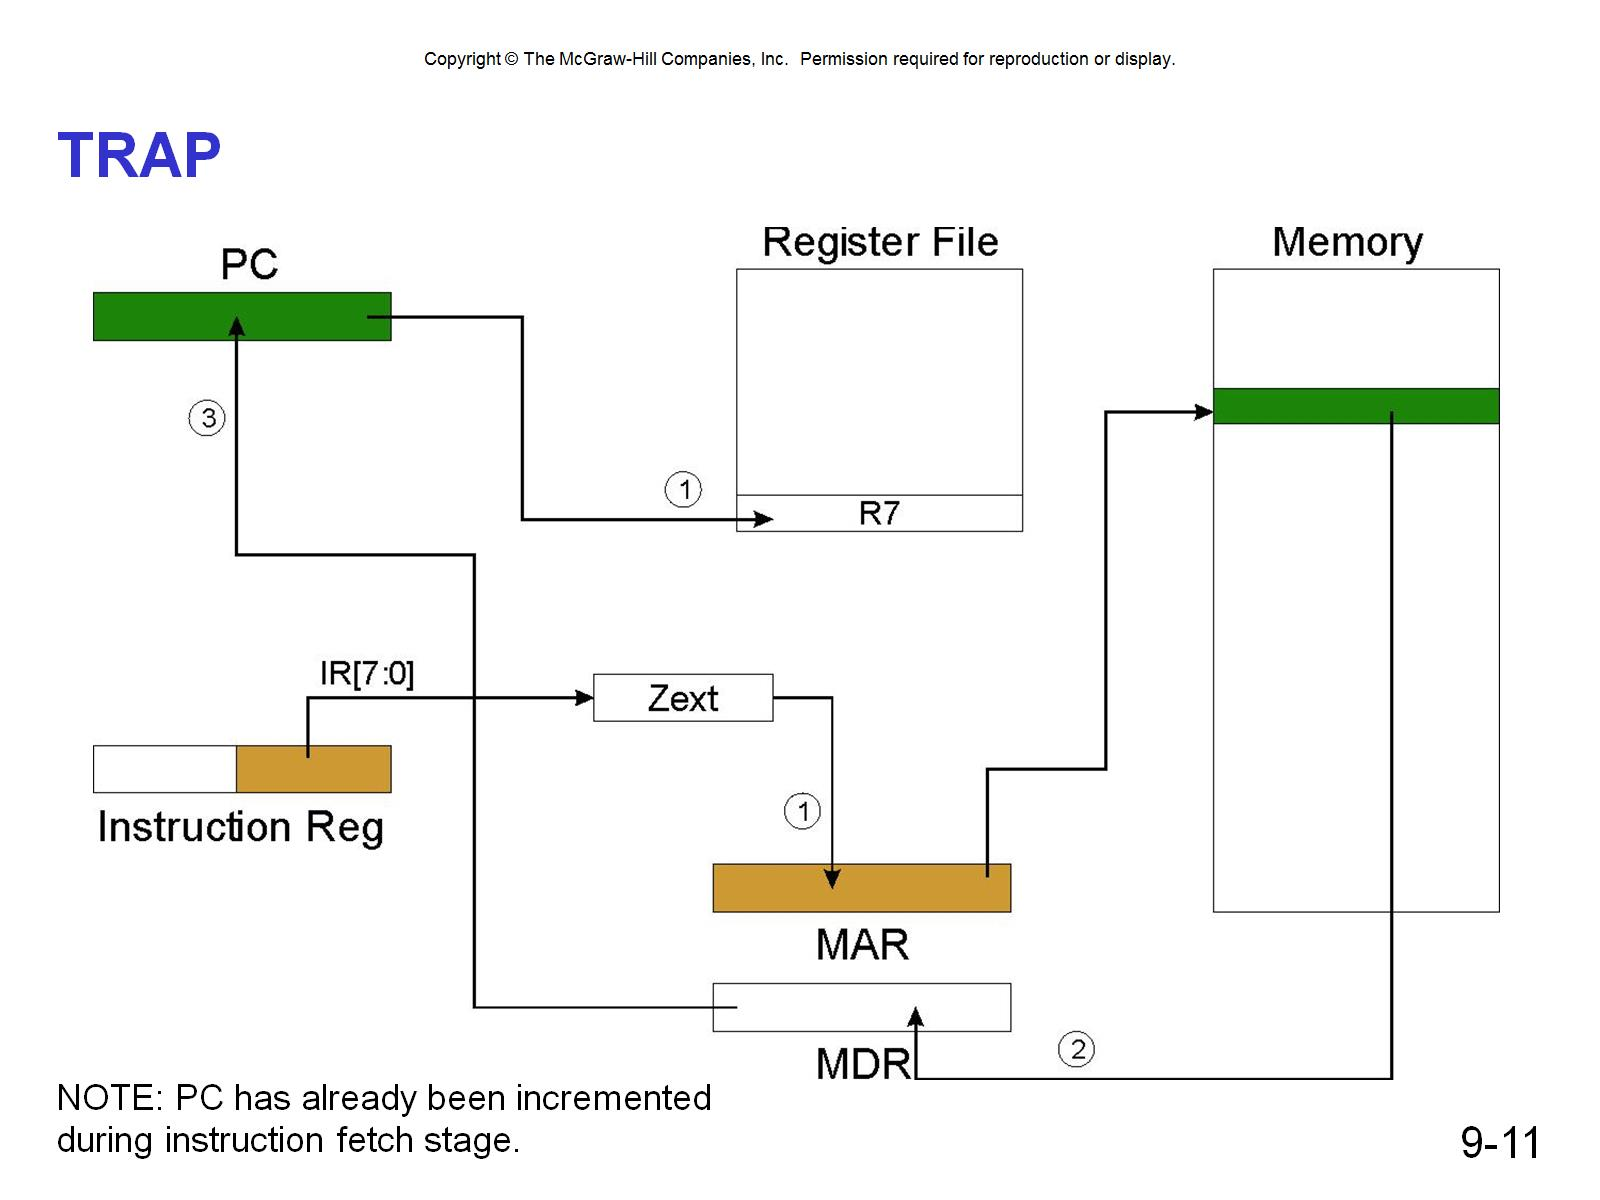 Copyright © The McGraw-Hill Companies, Inc.  Permission required for reproduction or display.
TRAP
PC
Register File
Memory
3
1
R7
IR[7:0]
Zext
Instruction Reg
1
MAR
MDR
2
NOTE: PC has already been incremented
during instruction fetch stage.
9-11